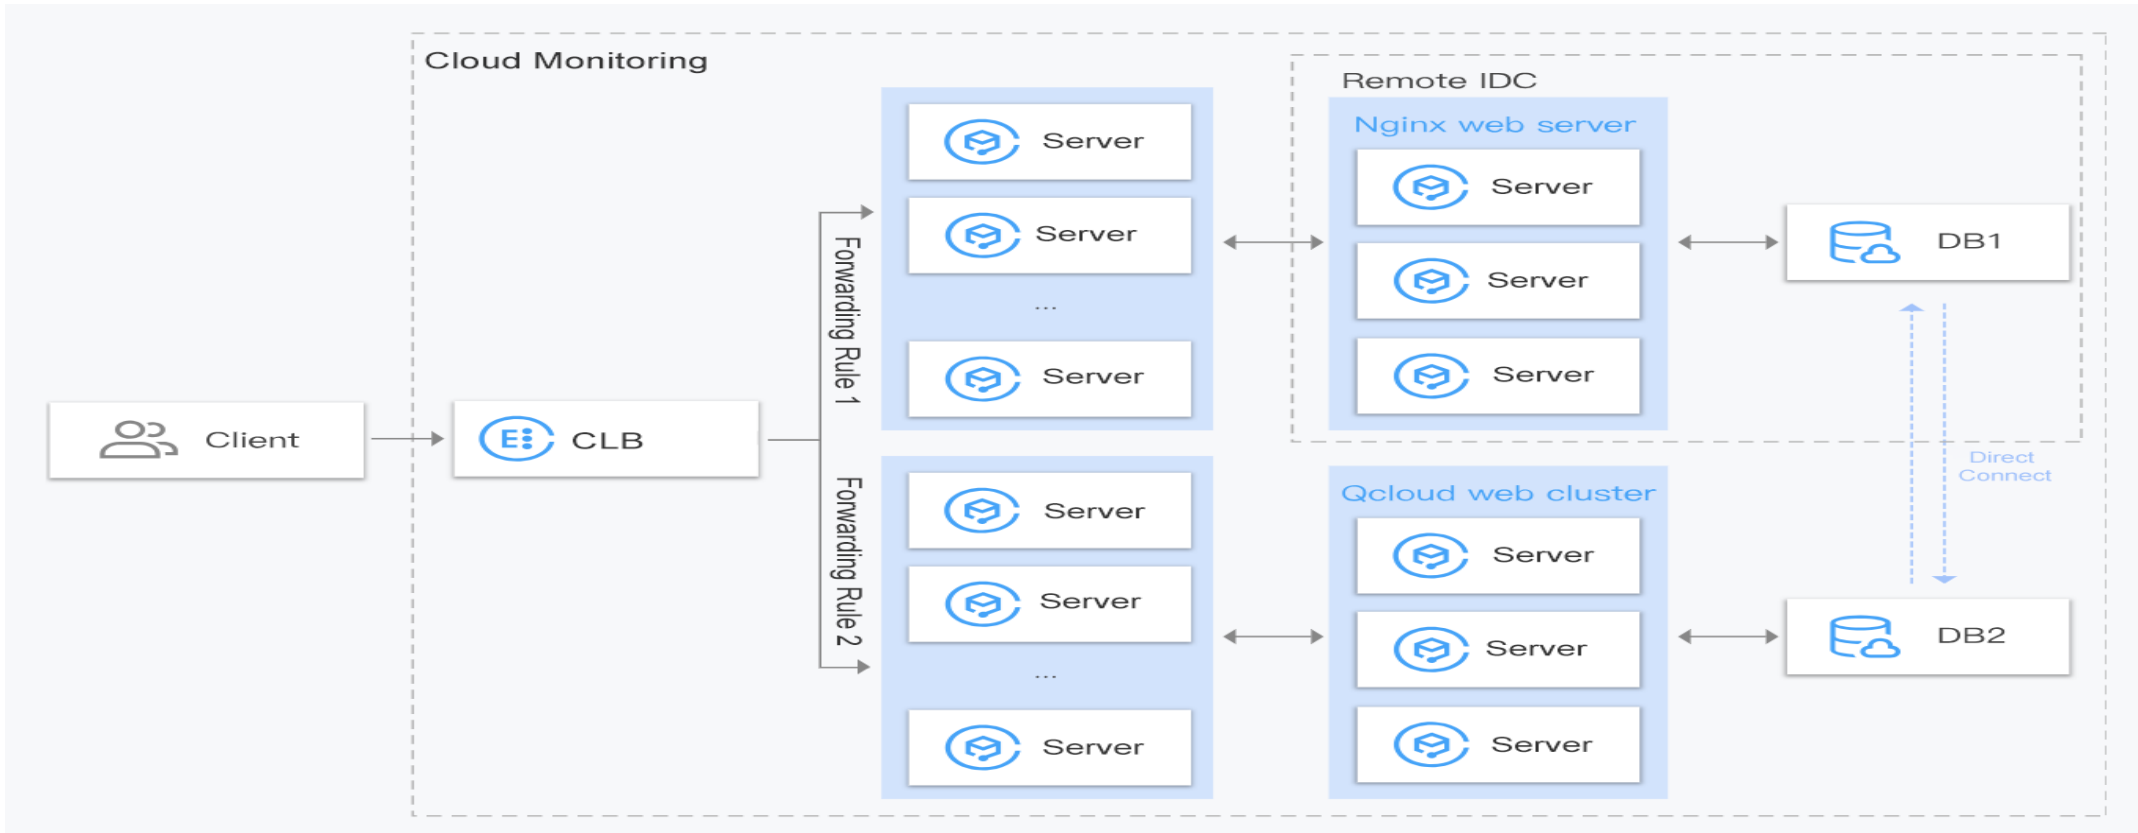 Cloud Monitoring
Client
CLB
Forwarding Rule 1
Forwarding Rule 2
Server
Server
...
Server
Server
Server
...
Server
Remote IDC
Nginx web server
Server
Server
Server
Qcloud web cluster
Server
Server
Server
DB1
Direct
Connect
DB2